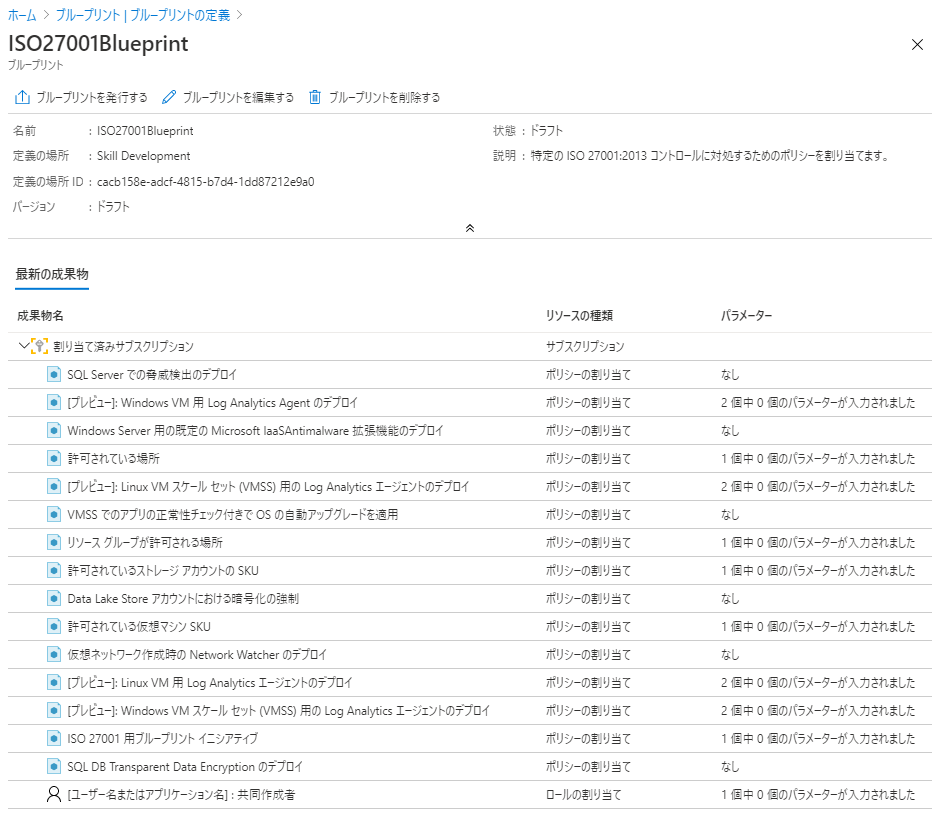 ホーム > ブループリント | ブループリントの定義 >
ISO27001Blueprint
ブループリント
ブループリントを発行する ブループリントを編集する ブループリントを削除する
名前 : ISO27001Blueprint 状態 : ドラフト
定義の場所 : Skill Development 説明 : 特定の ISO 27001:2013 コントロールに対処するためのポリシーを割り当てます。
定義の場所 ID : cacb158e-adcf-4815-b7d4-1dd87212e9a0
バージョン : ドラフト
最新の成果物
成果物名 リソースの種類 パラメーター
割り当て済みサブスクリプション サブスクリプション
SQL Server での脅威検出のデプロイ ポリシーの割り当て なし
[プレビュー]: Windows VM 用 Log Analytics Agent のデプロイ ポリシーの割り当て 2 個中 0 個のパラメーターが入力されました
Windows Server 用の既定の Microsoft IaaSAntimalware 拡張機能のデプロイ ポリシーの割り当て なし
許可されている場所 ポリシーの割り当て 1 個中 0 個のパラメーターが入力されました
[プレビュー]: Linux VM スケール セット (VMSS) 用の Log Analytics エージェントのデプロイ ポリシーの割り当て 2 個中 0 個のパラメーターが入力されました
VMSS でのアプリの正常性チェック付きで OS の自動アップグレードを適用 ポリシーの割り当て なし
リソース グループが許可される場所 ポリシーの割り当て 1 個中 0 個のパラメーターが入力されました
許可されているストレージ アカウントの SKU ポリシーの割り当て 1 個中 0 個のパラメーターが入力されました
Data Lake Store アカウントにおける暗号化の強制 ポリシーの割り当て なし
許可されている仮想マシン SKU ポリシーの割り当て 1 個中 0 個のパラメーターが入力されました
仮想ネットワーク作成時の Network Watcher のデプロイ ポリシーの割り当て なし
[プレビュー]: Linux VM 用 Log Analytics エージェントのデプロイ ポリシーの割り当て 2 個中 0 個のパラメーターが入力されました
[プレビュー]: Windows VM スケール セット (VMSS) 用の Log Analytics エージェントのデプロイ ポリシーの割り当て 2 個中 0 個のパラメーターが入力されました
ISO 27001 用ブループリント イニシアティブ ポリシーの割り当て 1 個中 0 個のパラメーターが入力されました
SQL DB Transparent Data Encryption のデプロイ ポリシーの割り当て なし
[ユーザー名またはアプリケーション名] : 共同作成者 ロールの割り当て 1 個中 0 個のパラメーターが入力されました